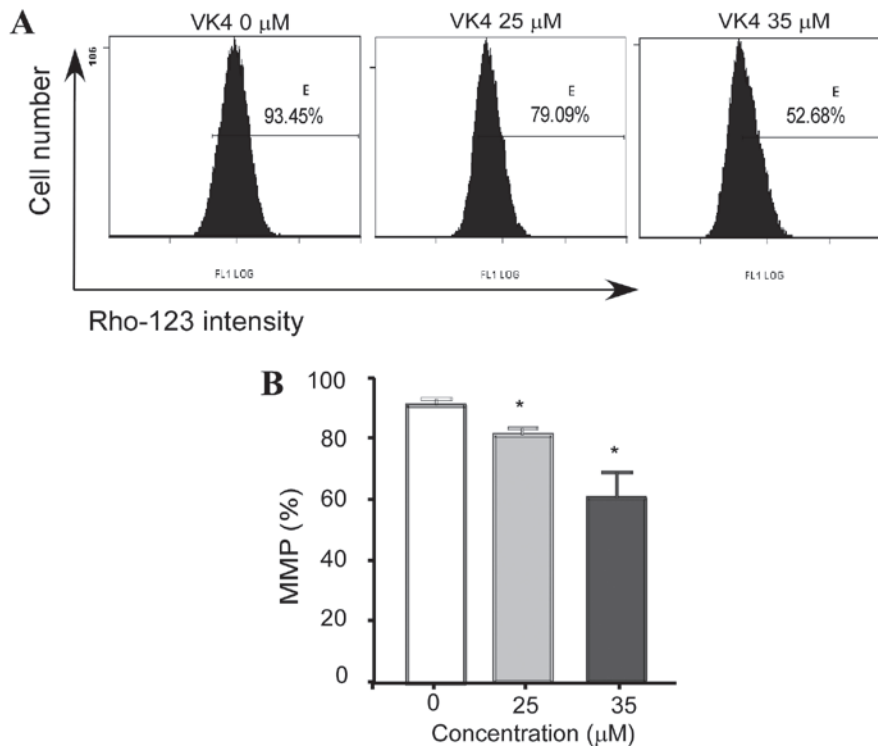 A
VK4 0 μM
VK4 25 μM
VK4 35 μM
Cell number
106
E
93.45%
E
79.09%
E
52.68%
FL1 LOG
FL1 LOG
FL1 LOG
Rho-123 intensity
B
MMP (%)
100
80
60
40
20
0
*
*
0
25
35
Concentration (μM)